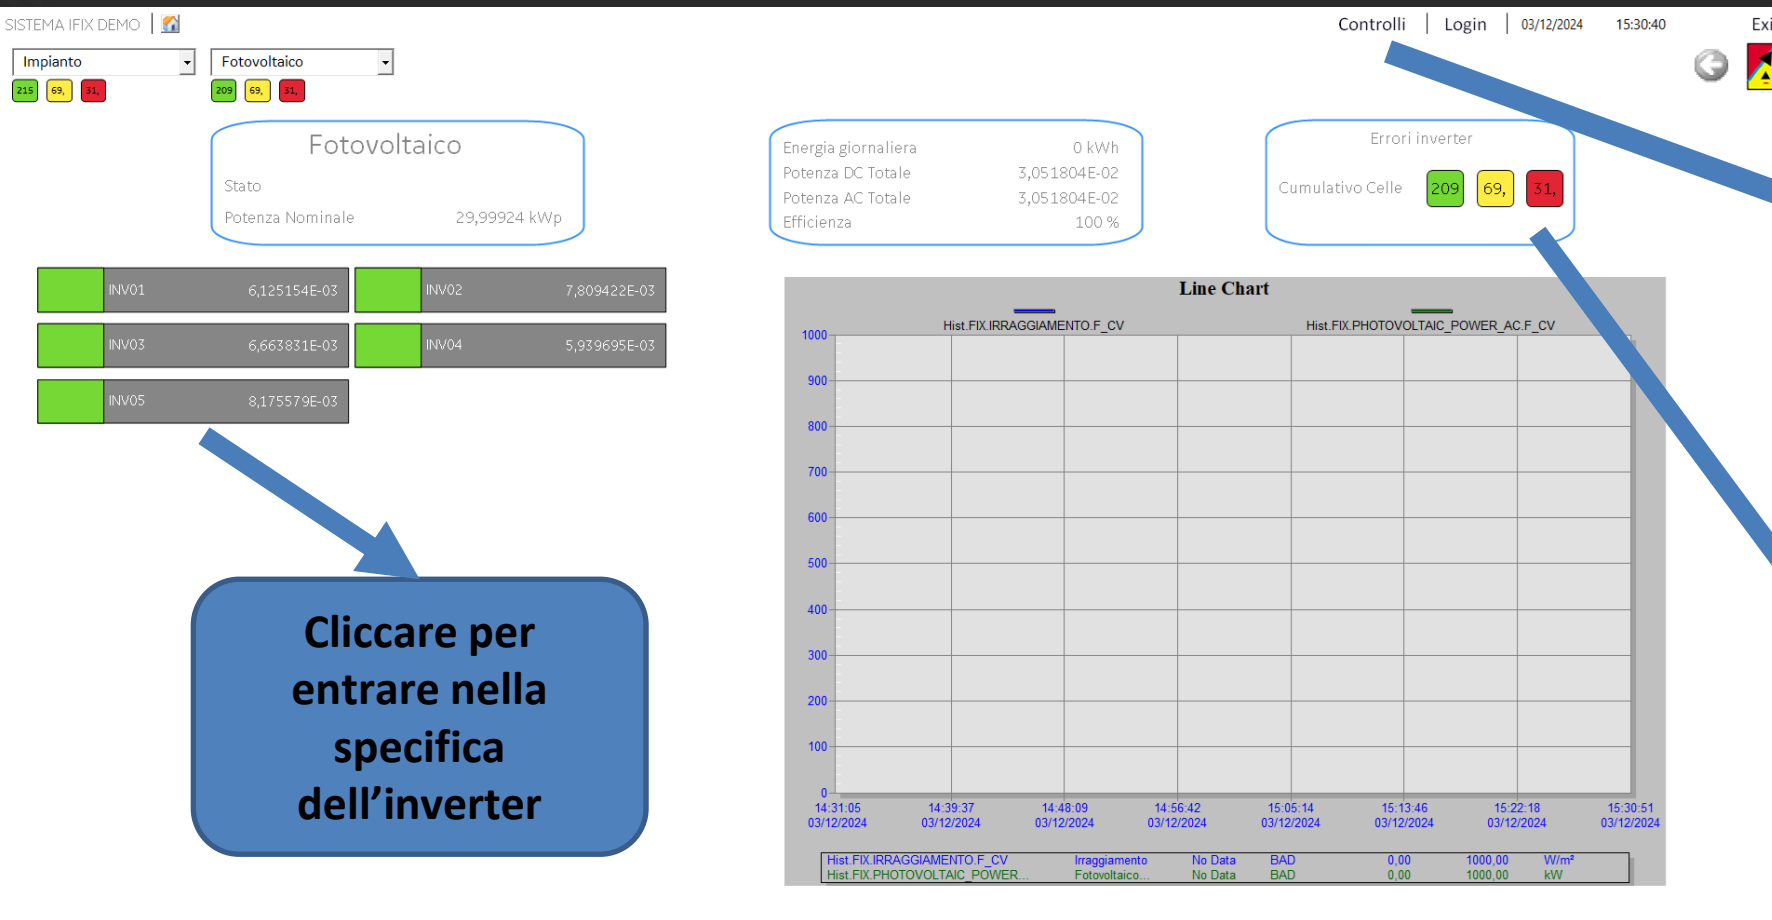 SISTEMA IFIX DEMO
Controlli | Login | 03/12/2024 15:30:40 Exi
Impianto Fotovoltaico
215 69, 31, 209 69, 31,
Fotovoltaico
Stato
Potenza Nominale 29,99924 kWp
Energia giornaliera 0 kWh
Potenza DC Totale 3,051804E-02
Potenza AC Totale 3,051804E-02
Efficienza 100 %
Errori inverter
Cumulativo Celle 209 69, 31,
INV01 6,125154E-03 INV02 7,809422E-03
INV03 6,663831E-03 INV04 5,939695E-03
INV05 8,175579E-03
Cliccare per
entrare nella
specifica
dell’inverter
Line Chart
Hist.FIX.IRRAGGIAMENTO.F_CV Hist.FIX.PHOTOVOLTAIC_POWER_AC.F_CV
1000
900
800
700
600
500
400
300
200
100
0
14:31:05 14:39:37 14:48:09 14:56:42 15:05:14 15:13:46 15:22:18 15:30:51
03/12/2024 03/12/2024 03/12/2024 03/12/2024 03/12/2024 03/12/2024 03/12/2024 03/12/2024
Hist.FIX.IRRAGGIAMENTO.F_CV Irraggiamento No Data BAD 0,00 1000,00 W/m²
Hist.FIX.PHOTOVOLTAIC_POWER... Fotovoltaico... No Data BAD 0,00 1000,00 kW